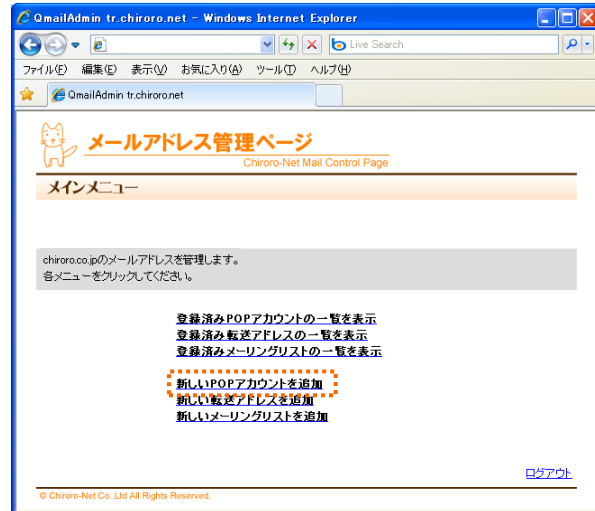 QmailAdmin tr.chiroro.net - Windows Internet Explorer
Live Search
ファイル(F) 編集(E) 表示(V) お気に入り(A) ツール(T) ヘルプ(H)
QmailAdmin tr.chiroro.net
メールアドレス管理ページ
Chiroro-Net Mail Control Page
メインメニュー
chiroro.co.jpのメールアドレスを管理します。
各メニューをクリックしてください。
登録済みPOPアカウントの一覧を表示
登録済み転送アドレスの一覧を表示
登録済みメーリングリストの一覧を表示
新しいPOPアカウントを追加
新しい転送アドレスを追加
新しいメーリングリストを追加
ログアウト
© Chiroro-Net Co.,Ltd All Rights Reserved.